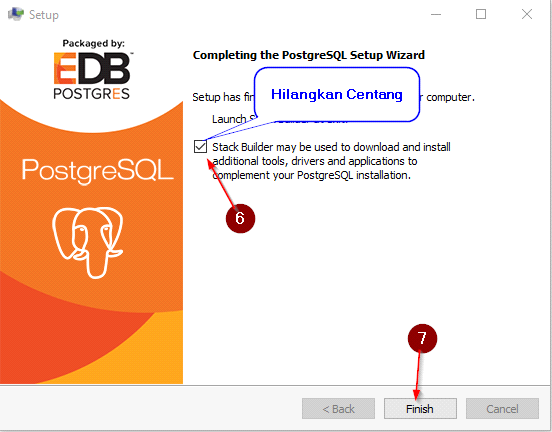 Setup
Packaged by:
EDB
POSTGRES
PostgreSQL
Completing the PostgreSQL Setup Wizard
Setup has fi r computer.
Hilangkan Centang
Launch S
Stack Builder may be used to download and install
additional tools, drivers and applications to
complement your PostgreSQL installation.
6
7
< Back
Finish
Cancel